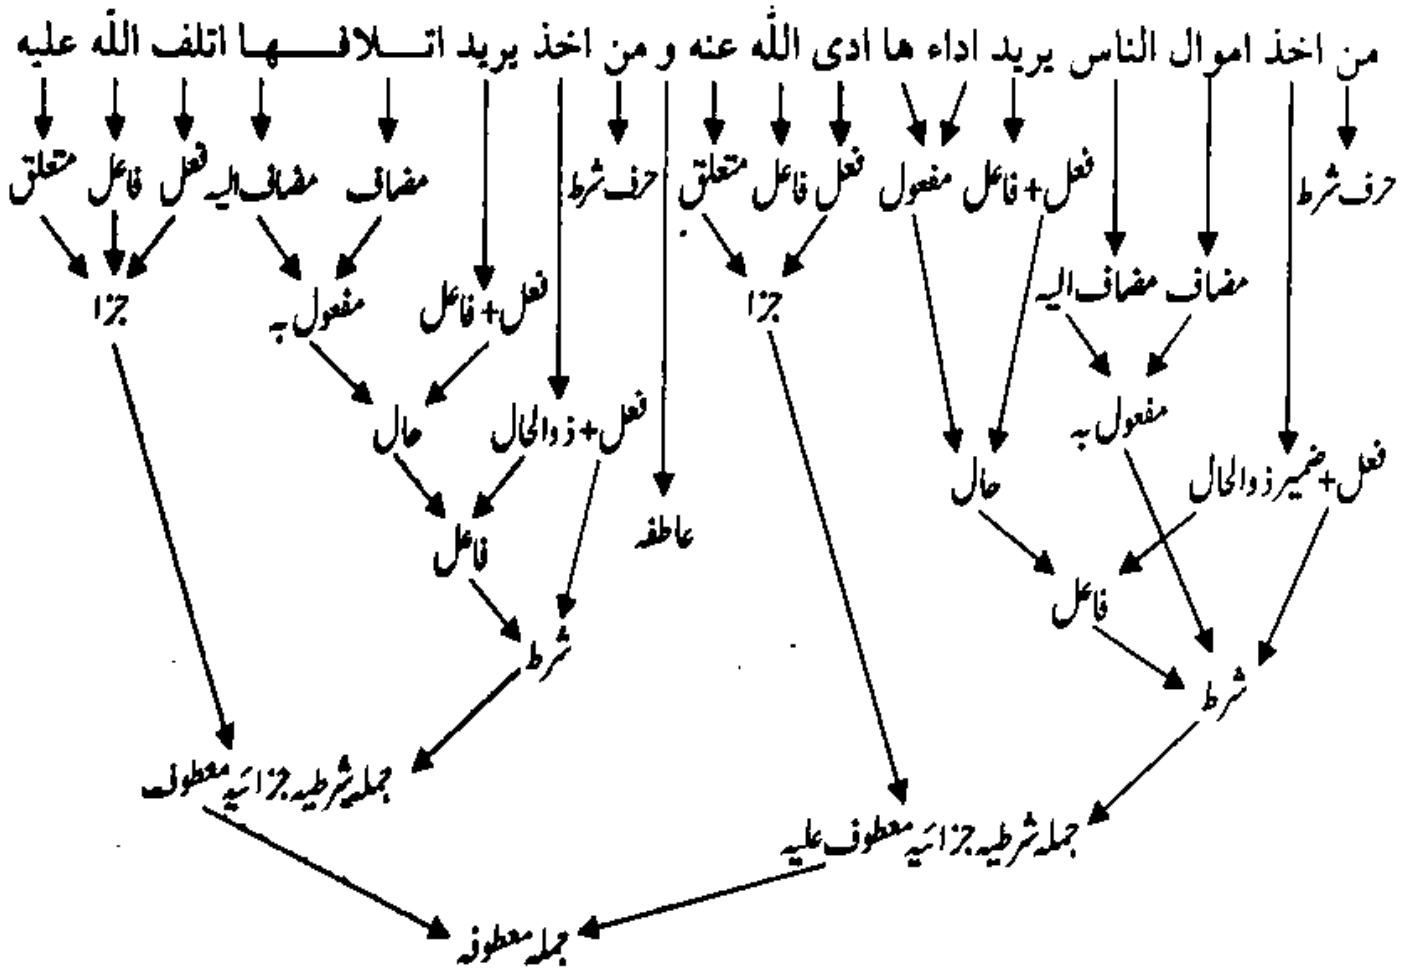 من اخذ اموال الناس يريد اداء ها ادى الله عنه و من اخذ يريد اتــلافــــها اتلف الله عليه
حرف شرط فعل+فاعل مفعول فعل فاعل متعلق حرف شرط مضاف مضاف الیہ فعل فاعل متعلق
مضاف مضاف الیہ جزا فعل+فاعل مفعول بہ جزا
مفعول بہ فعل+ذوالحال حال
فعل+ضمیر ذوالحال حال عاطفہ فاعل
فاعل شرط
شرط
جملہ شرطیہ جزائیہ معطوف
جملہ شرطیہ جزائیہ معطوف علیہ
جملہ معطوفہ